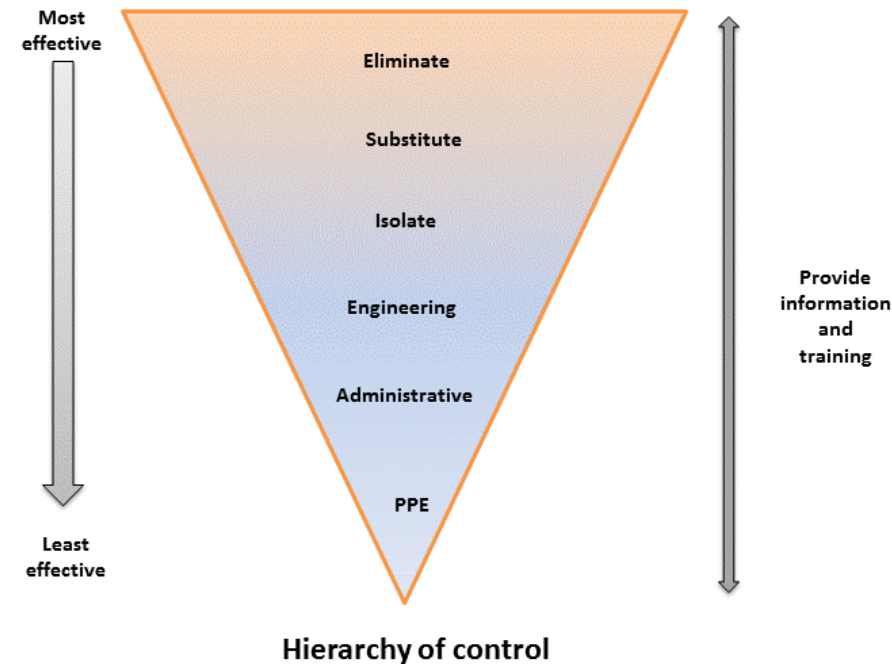 Most
effective
Eliminate
Substitute
Isolate
Engineering
Administrative
PPE
Least
effective
Provide
information
and
training
Hierarchy of control